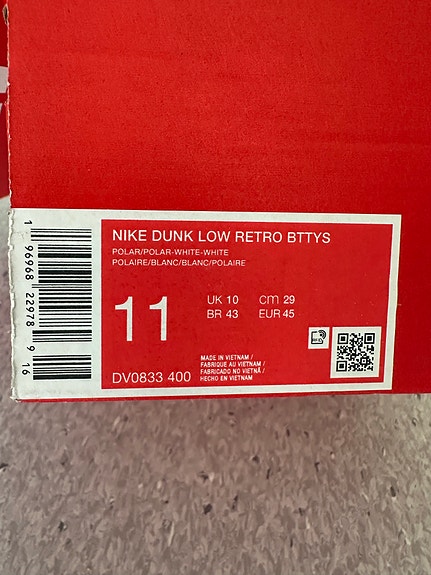 NIKE DUNK LOW RETRO BTTYS
POLAR/POLAR-WHITE-WHITE
POLAIRE/BLANC/BLANC/POLAIRE
11
UK 10 cm 29
BR 43 EUR 45
MADE IN VIETNAM /
FABRIQUE AU VIETNAM /
FABRICADO NO VIETNÃ /
HECHO EN VIETNAM
DV0833 400
1 96968 22978 9 16